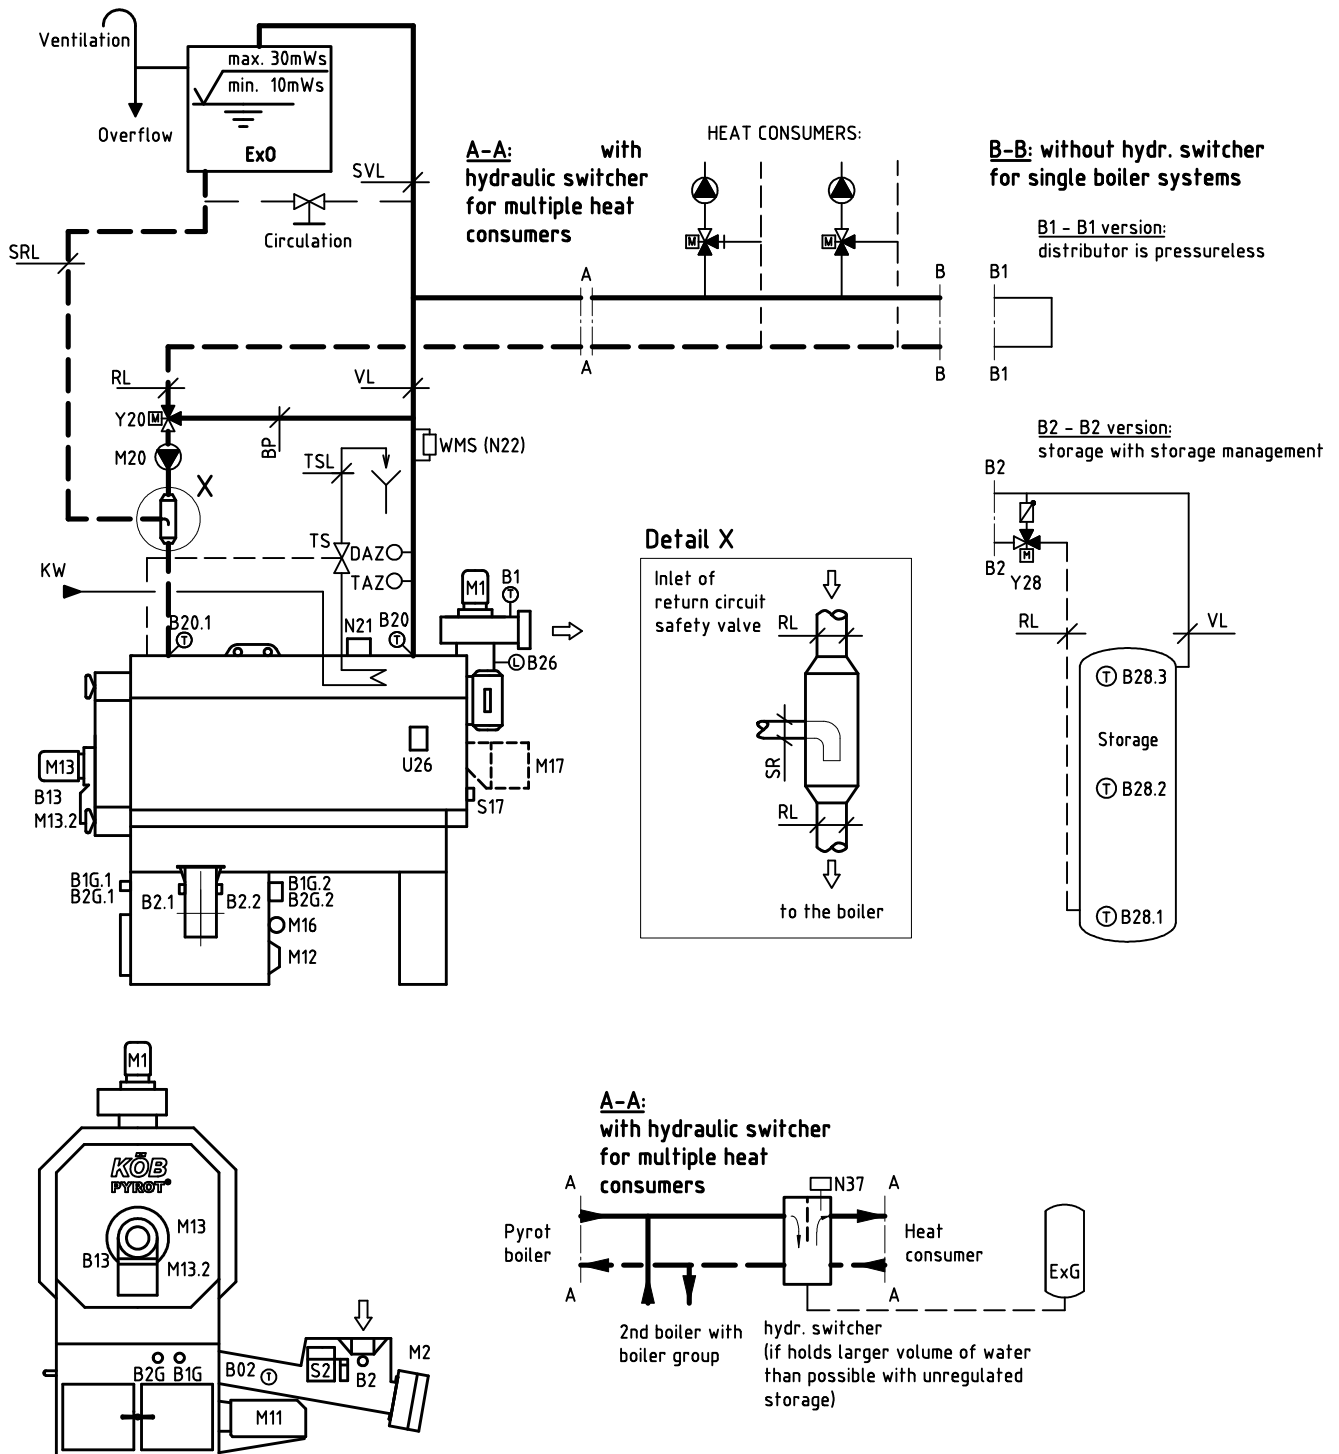 Ventilation
max. 30mWs
min. 10mWs
Overflow
ExO
SVL
Circulation
SRL
A-A: with
hydraulic switcher
for multiple heat
consumers
HEAT CONSUMERS:
M
M
B-B: without hydr. switcher
for single boiler systems
B1 - B1 version:
distributor is pressureless
A
A
B
B
B1
B1
RL
VL
Y20
M
BP
M20
X
WMS (N22)
TSL
TS
DAZ
TAZ
KW
B20.1
T
N21
B20
T
M1
B1
T
L
B26
M13
B13
M13.2
U26
M17
S17
B1G.1
B2G.1
B2.1
B2.2
B1G.2
B2G.2
M16
M12
Detail X
Inlet of
return circuit
safety valve
RL
SR
RL
to the boiler
B2 - B2 version:
storage with storage management
B2
B2
M
Y28
RL
VL
T B28.3
Storage
T B28.2
T B28.1
M1
KÖB
PYROT®
M13
B13
M13.2
B2G
B1G
B02
T
S2
B2
M2
M11
A-A:
with hydraulic switcher
for multiple heat
consumers
A
N37
A
Pyrot
boiler
Heat
consumer
A
A
ExG
2nd boiler with
boiler group
hydr. switcher
(if holds larger volume of water
than possible with unregulated
storage)